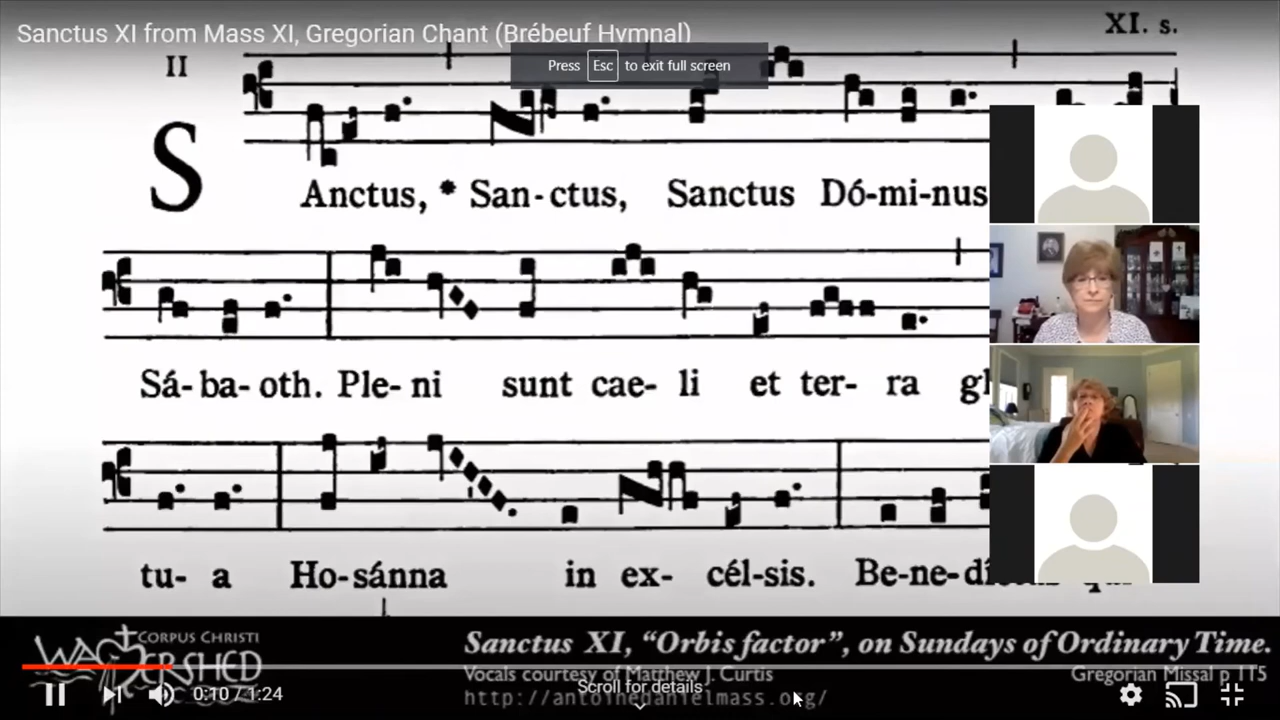 Sanctus XI from Mass XI, Gregorian Chant (Brébeuf Hymnal)
XI. s.
Press Esc to exit full screen
II
SAnctus, * San-ctus, Sanctus Dó-mi-nus
Sá-ba-oth. Ple-ni sunt cae-li et ter-ra
tu-a Ho-sánna in ex-cél-sis. Be-ne-
CORPUS CHRISTI
WATERSHED
Sanctus XI, “Orbis factor”, on Sundays of Ordinary Time.
Vocals courtesy of Matthew J. Curtis
Gregorian Missal p 115
Scroll for details
0:10 / 1:24
http://antoinedanielmass.org/